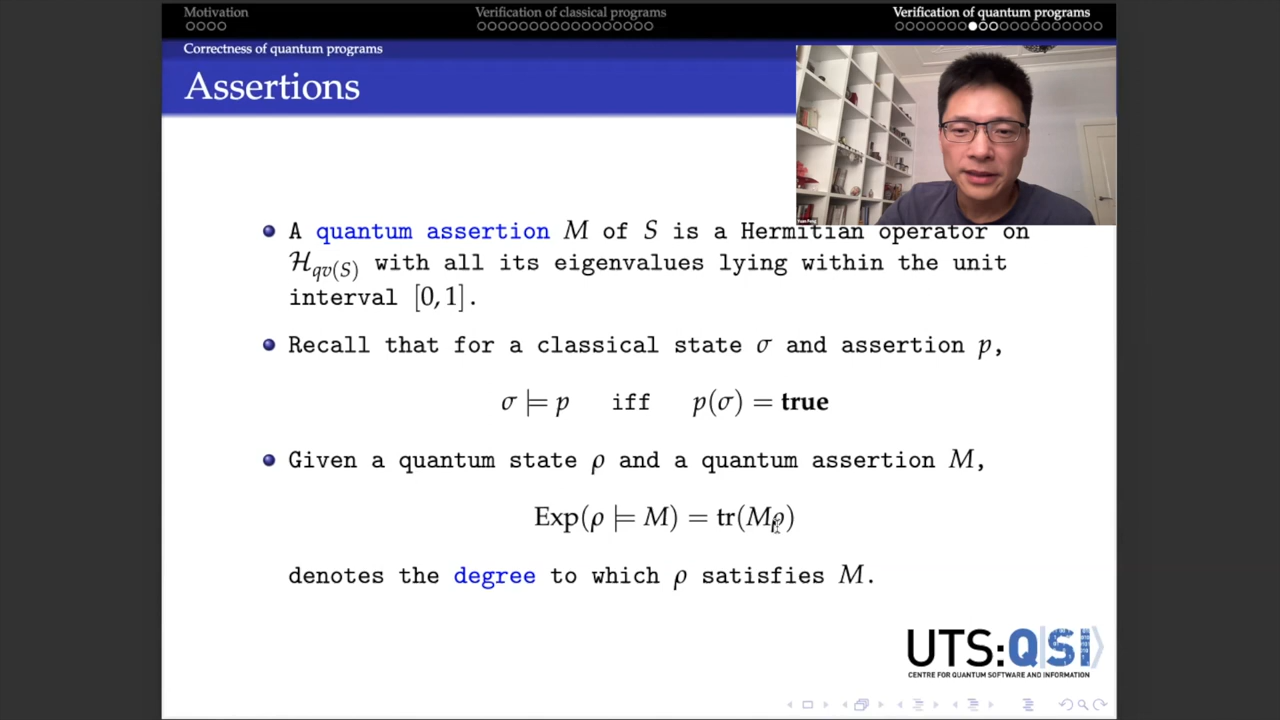 Motivation Verification of classical programs Verification of quantum programs
Correctness of quantum programs
Assertions
Yuan Feng
A quantum assertion M of S is a Hermitian operator on
ℋqv(S) with all its eigenvalues lying within the unit
interval [0, 1].
Recall that for a classical state σ and assertion p,
σ ⊨ p iff p(σ) = true
Given a quantum state ρ and a quantum assertion M,
Exp(ρ ⊨ M) = tr(Mρ)
denotes the degree to which ρ satisfies M.
UTS:Q|SI⟩
CENTRE FOR QUANTUM SOFTWARE AND INFORMATION